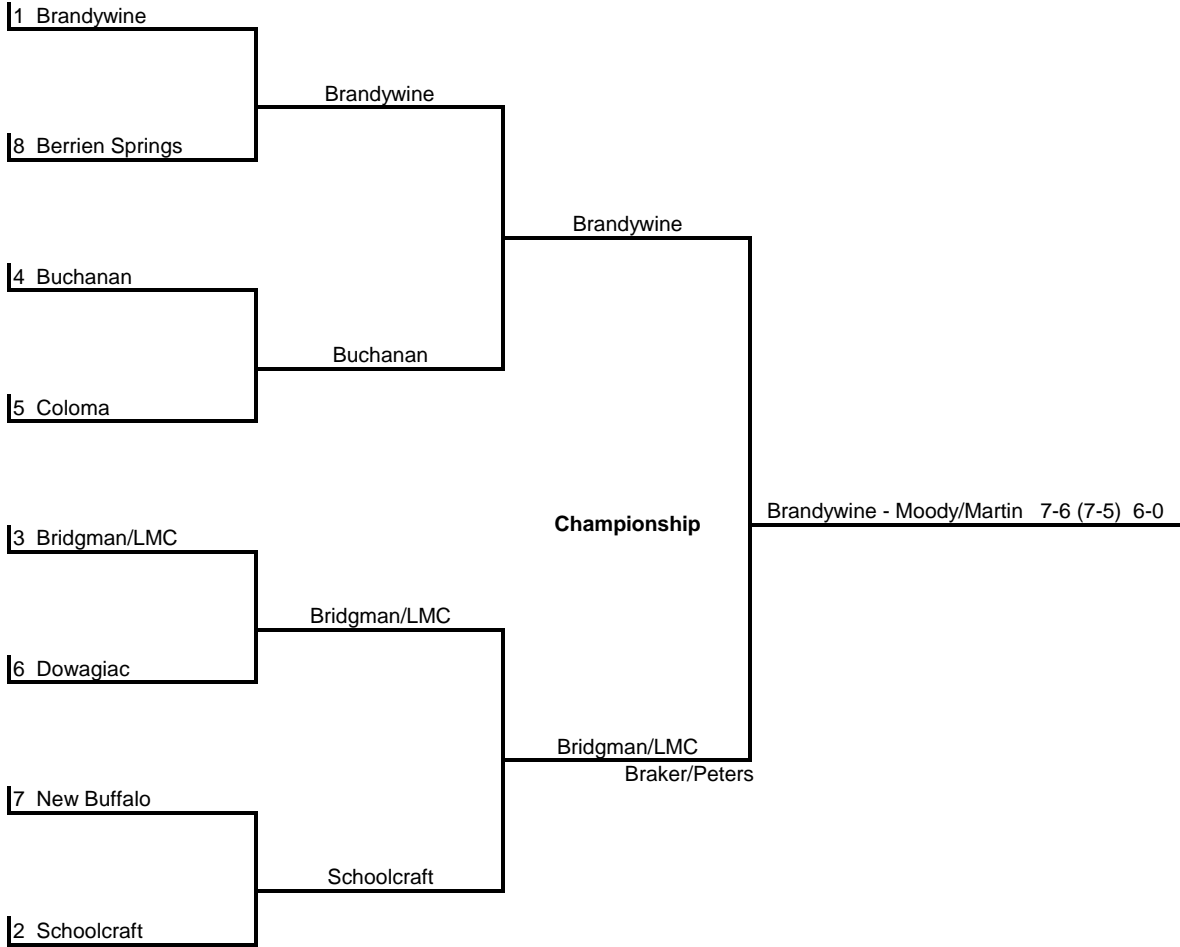 1 Brandywine
Brandywine
8 Berrien Springs
Brandywine
4 Buchanan
Buchanan
5 Coloma
Brandywine - Moody/Martin 7-6 (7-5) 6-0
Championship
3 Bridgman/LMC
Bridgman/LMC
6 Dowagiac
Bridgman/LMC
Braker/Peters
7 New Buffalo
Schoolcraft
2 Schoolcraft